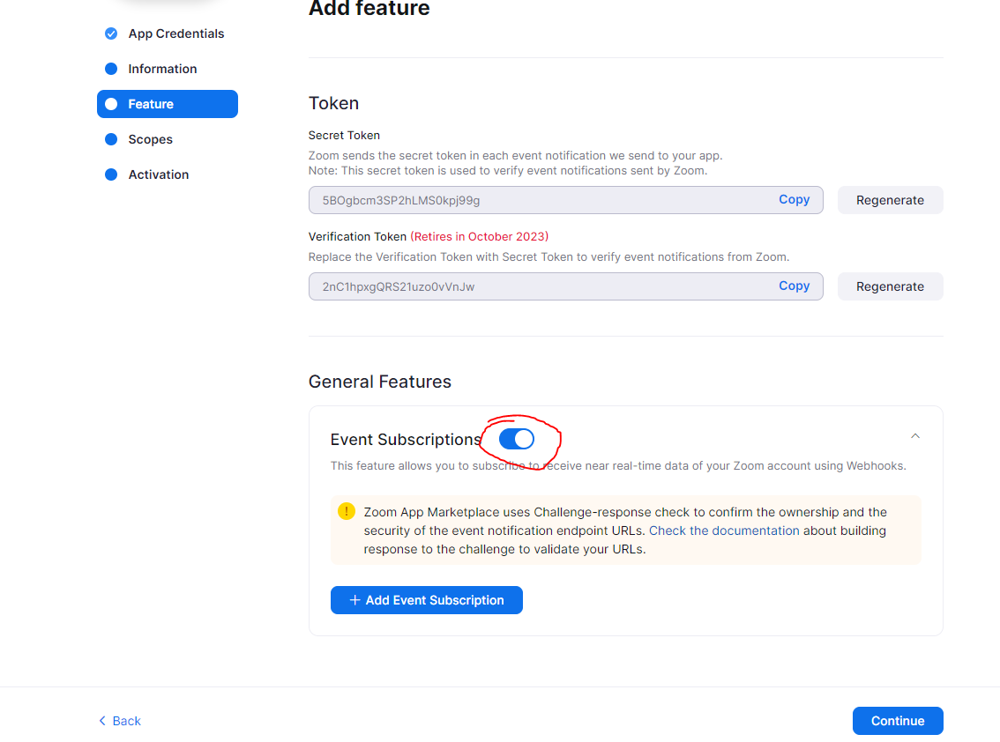 Add feature
App Credentials
Information
Feature
Scopes
Activation
Token
Secret Token
Zoom sends the secret token in each event notification we send to your app.
Note: This secret token is used to verify event notifications sent by Zoom.
5BOgbcm3SP2hLMS0kpj99g Copy Regenerate
Verification Token (Retires in October 2023)
Replace the Verification Token with Secret Token to verify event notifications from Zoom.
2nC1hpxgQRS21uzo0vVnJw Copy Regenerate
General Features
Event Subscriptions
This feature allows you to subscribe to receive near real-time data of your Zoom account using Webhooks.
! Zoom App Marketplace uses Challenge-response check to confirm the ownership and the
security of the event notification endpoint URLs. Check the documentation about building
response to the challenge to validate your URLs.
+ Add Event Subscription
< Back
Continue